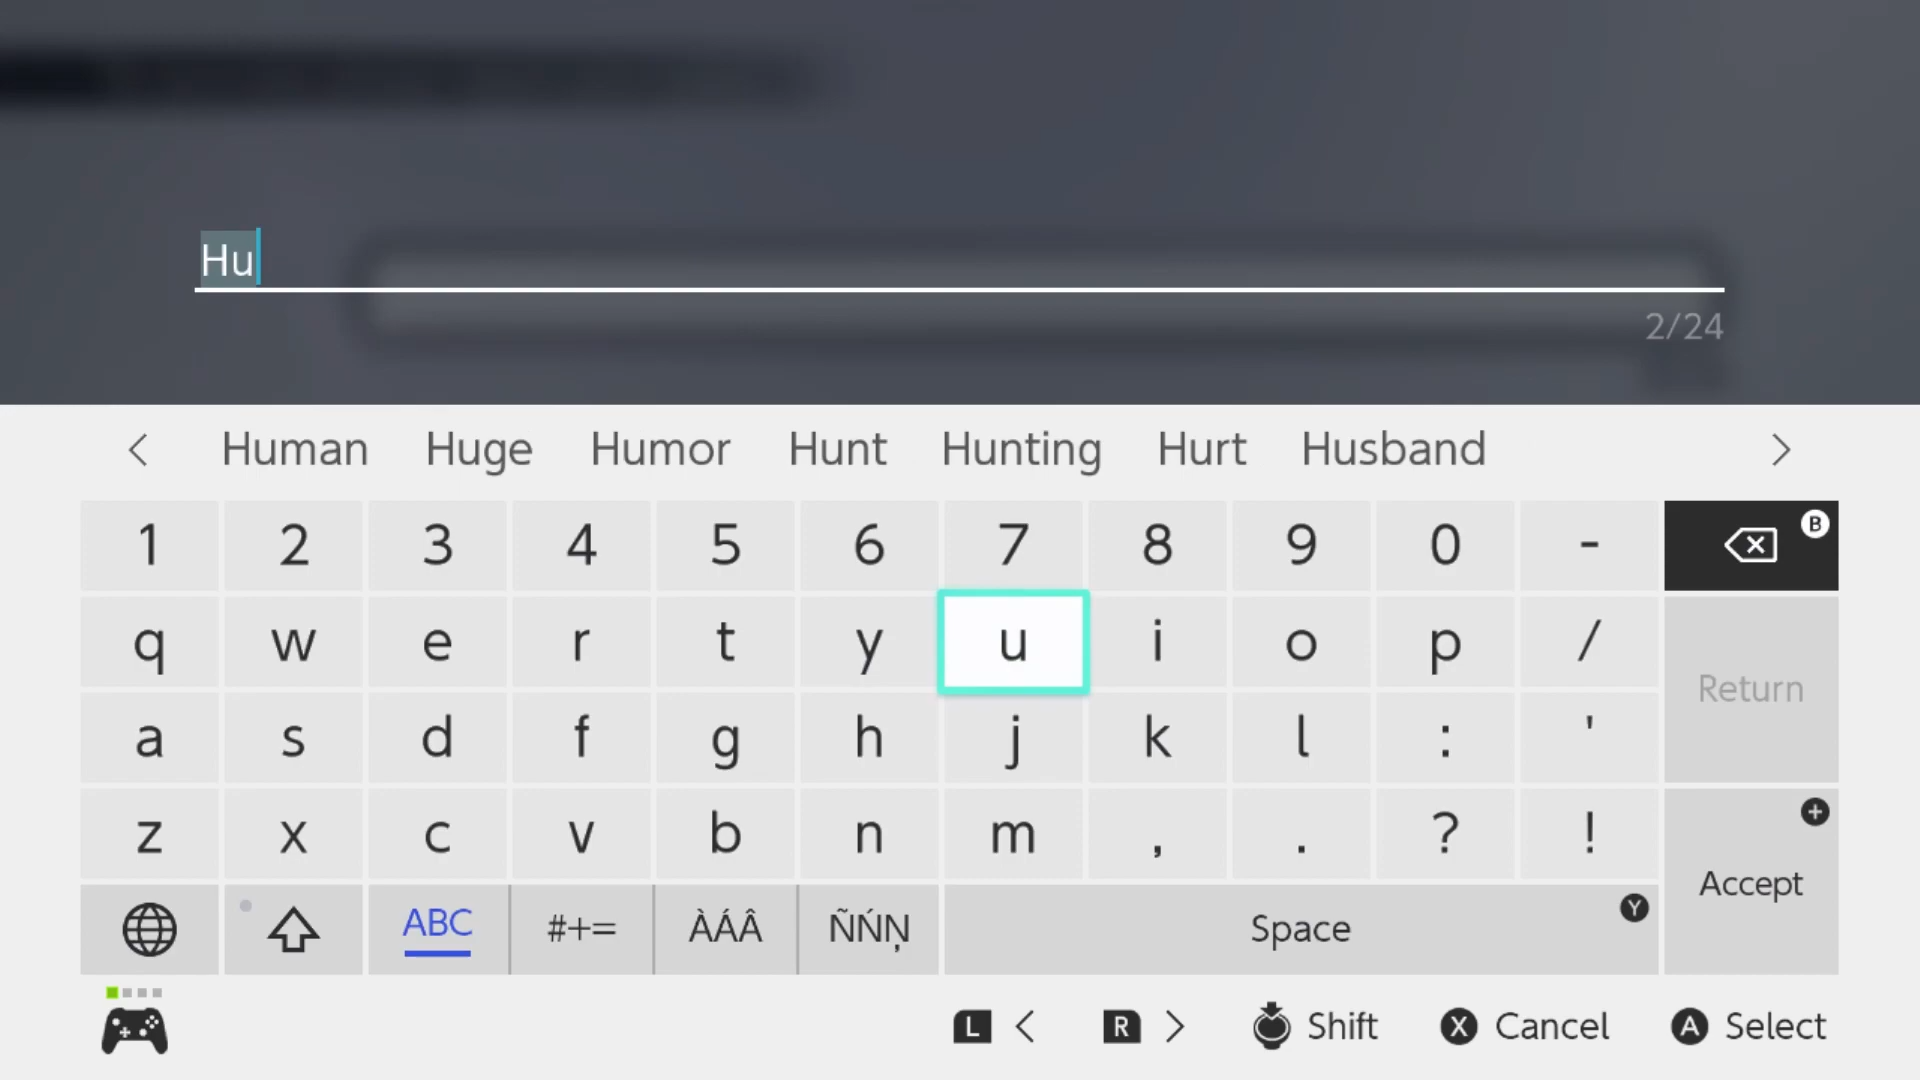 Hu
2/24
< Human Huge Humor Hunt Hunting Hurt Husband >
1 2 3 4 5 6 7 8 9 0 - B
q w e r t y u i o p / Return
a s d f g h j k l : '
z x c v b n m , . ? ! + Accept
ABC #+= ÀÁÂ ÑŃŅ Space Y
L < R > Shift X Cancel A Select